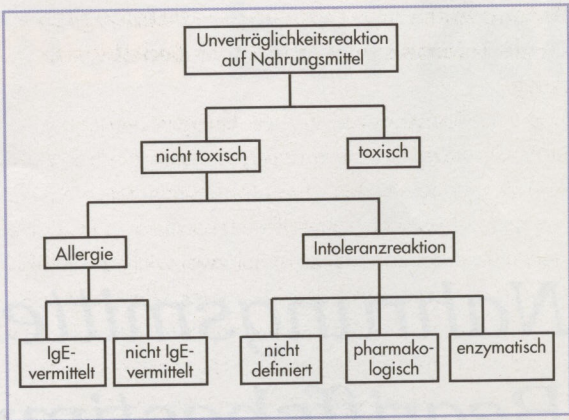 Unverträglichkeitsreaktion
auf Nahrungsmittel
nicht toxisch
toxisch
Allergie
Intoleranzreaktion
IgE-
vermittelt
nicht IgE-
vermittelt
nicht
definiert
pharmako-
logisch
enzymatisch